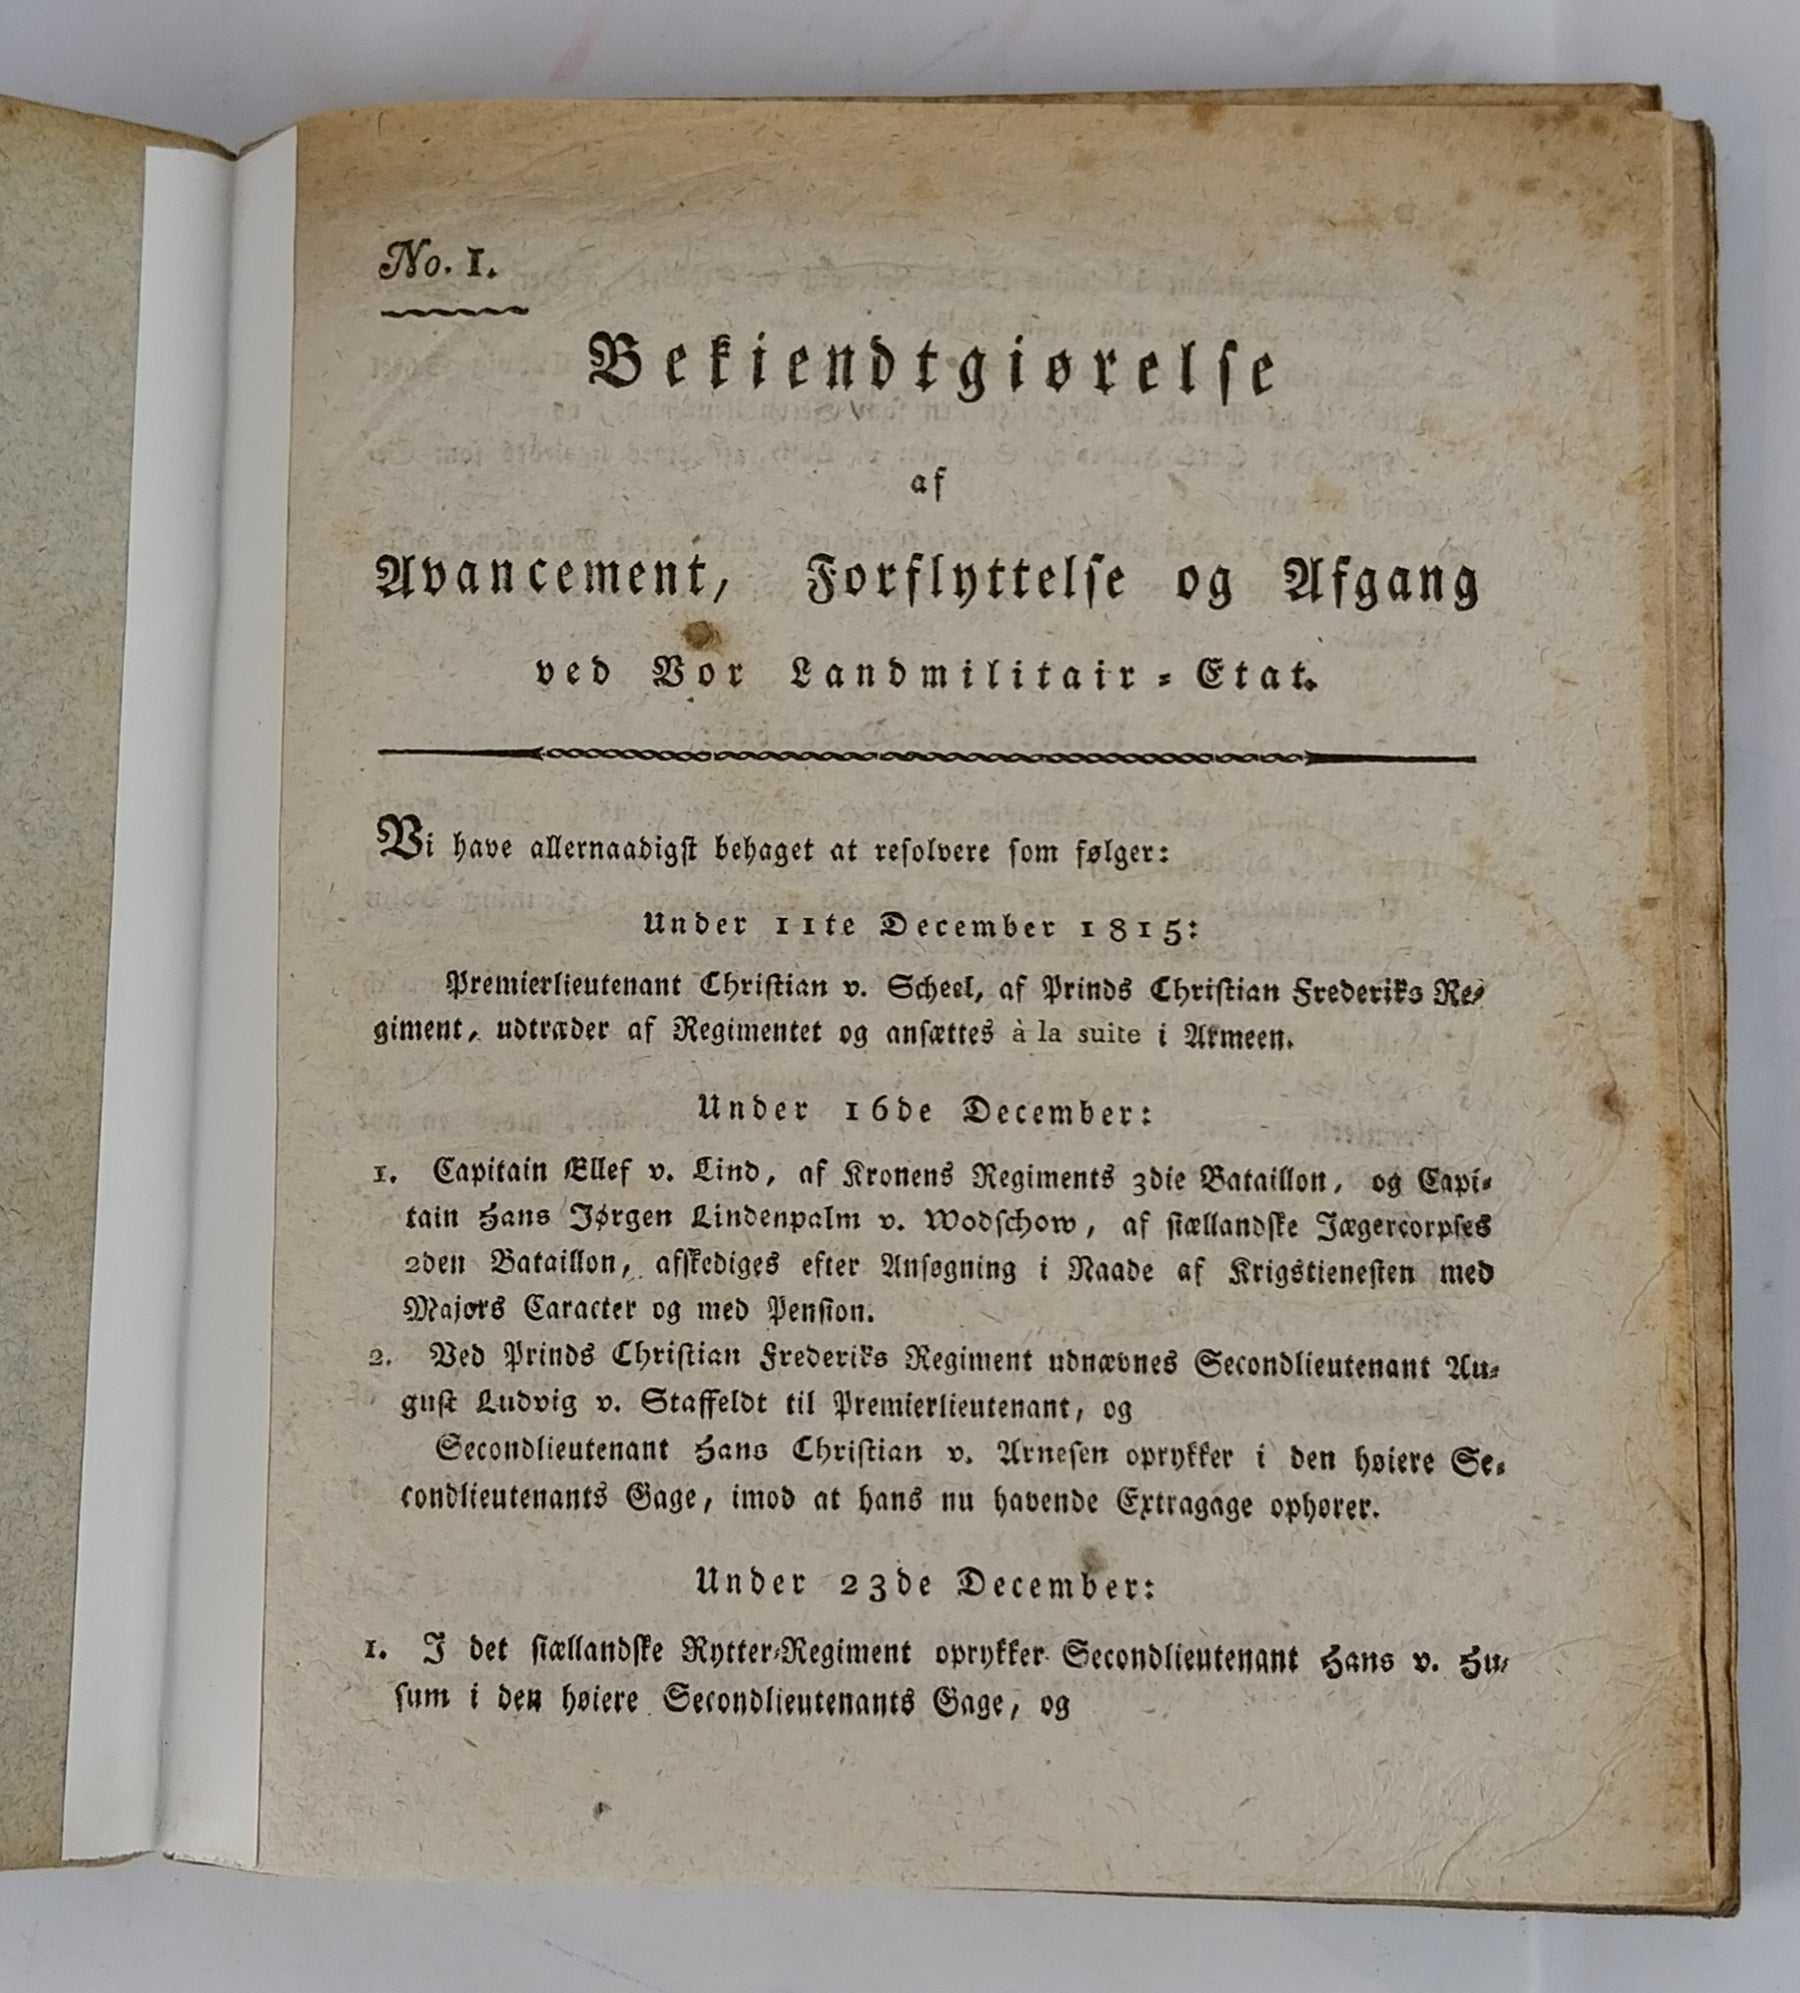 No. 1.
Bekiendtgiørelse
af
Avancement, Forflyttelse og Afgang
ved Vor Landmilitair-Etat.
Vi have allernaadigst behaget at resolvere som følger:
Under 11te December 1815:
Premierlieutenant Christian v. Scheel, af Prinds Christian Frederiks Re-
giment, udtræder af Regimentet og ansættes à la suite i Armeen.
Under 16de December:
1. Capitain Ellef v. Lind, af Kronens Regiments 3die Bataillon, og Capi-
tain Hans Jørgen Lindenpalm v. Wodschow, af siællandske Jægercorpses
2den Bataillon, afskediges efter Ansøgning i Naade af Krigstienesten med
Majors Caracter og med Pension.
2. Ved Prinds Christian Frederiks Regiment udnævnes Secondlieutenant Au-
gust Ludvig v. Staffeldt til Premierlieutenant, og
Secondlieutenant Hans Christian v. Arnesen oprykker i den høiere Se-
condlieutenants Gage, imod at hans nu havende Extragage ophører.
Under 23de December:
1. I det siællandske Rytter-Regiment oprykker Secondlieutenant Hans v. Hu-
sum i den høiere Secondlieutenants Gage, og